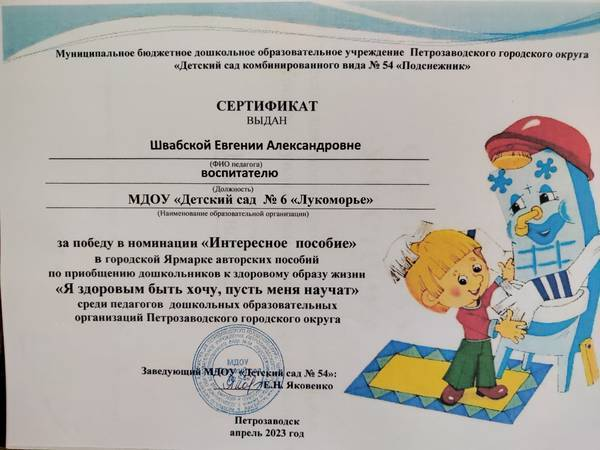 Муниципальное бюджетное дошкольное образовательное учреждение Петрозаводского городского округа
«Детский сад комбинированного вида № 54 «Подснежник»
СЕРТИФИКАТ
ВЫДАН
Швабской Евгении Александровне
(ФИО педагога)
воспитателю
(Должность)
МДОУ «Детский сад № 6 «Лукоморье»
(Наименование образовательной организации)
за победу в номинации «Интересное пособие»
в городской Ярмарке авторских пособий
по приобщению дошкольников к здоровому образу жизни
«Я здоровым быть хочу, пусть меня научат»
среди педагогов дошкольных образовательных
организаций Петрозаводского городского округа
МДОУ
Заведующий МДОУ «Детский сад № 54»:
Е.Н. Яковенко
Петрозаводск
апрель 2023 год